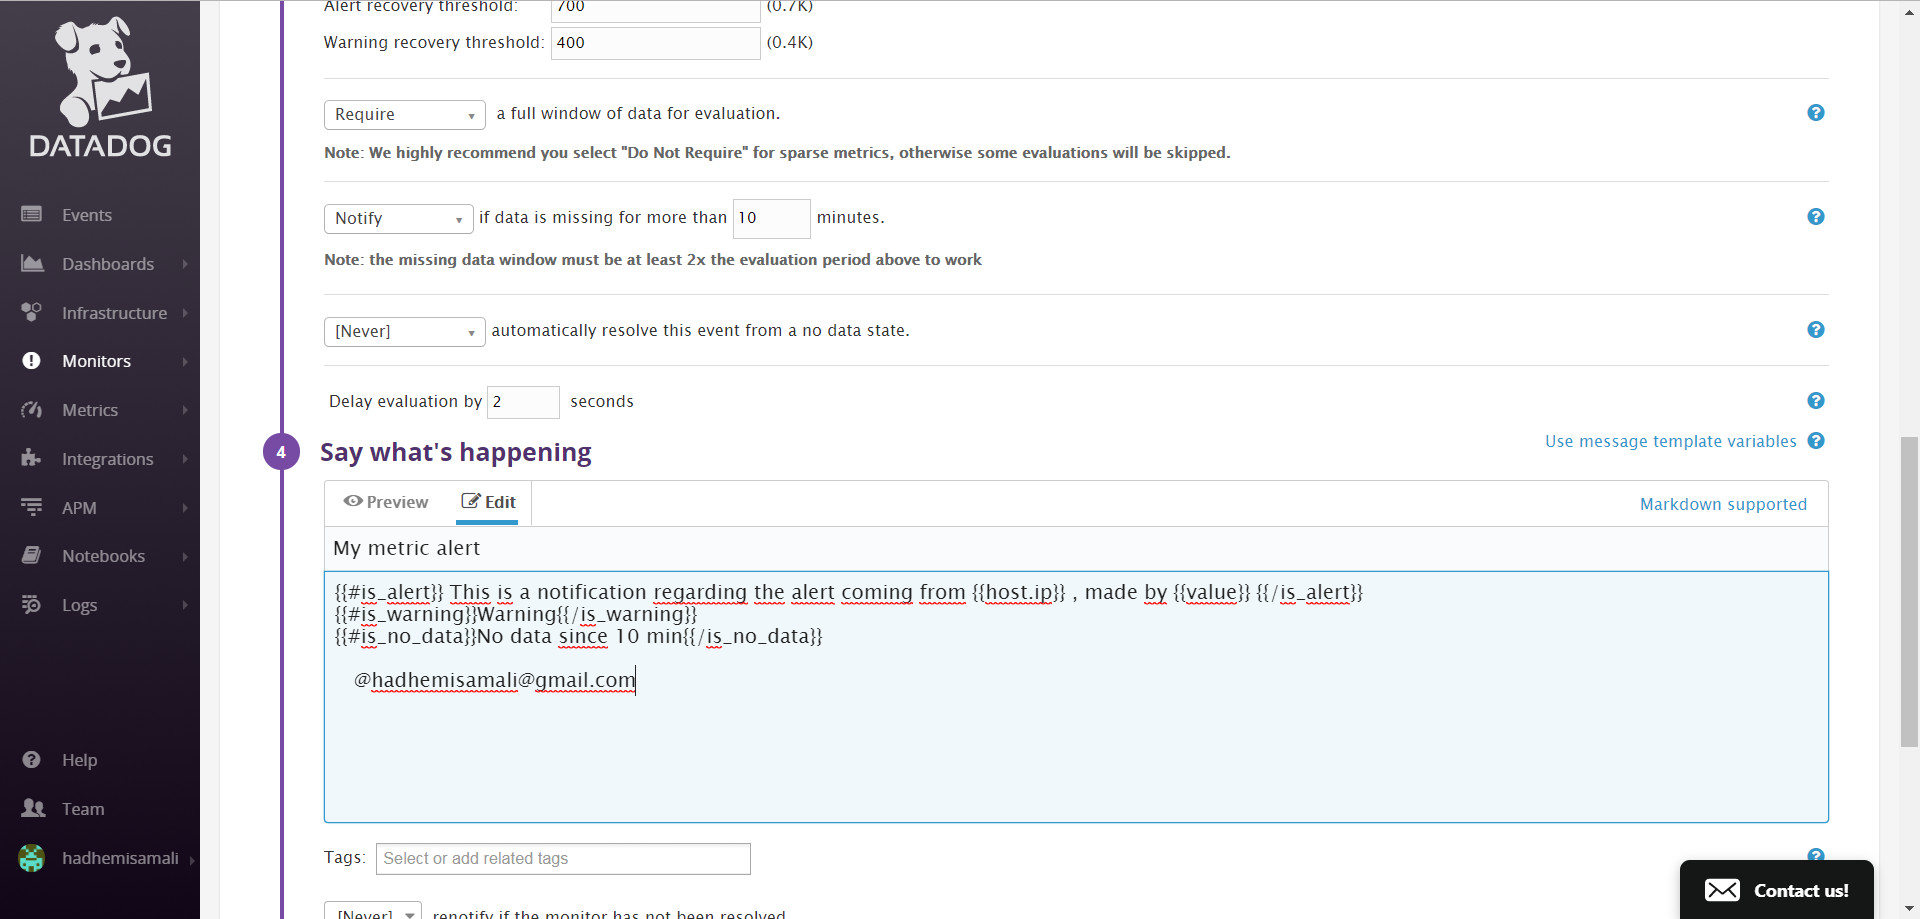 DATADOG
Events
Dashboards
Infrastructure
Monitors
Metrics
Integrations
APM
Notebooks
Logs
Help
Team
hadhemisamali
Alert recovery threshold: 700 (0.7K)
Warning recovery threshold: 400 (0.4K)
Require a full window of data for evaluation.
Note: We highly recommend you select "Do Not Require" for sparse metrics, otherwise some evaluations will be skipped.
Notify if data is missing for more than 10 minutes.
Note: the missing data window must be at least 2x the evaluation period above to work
[Never] automatically resolve this event from a no data state.
Delay evaluation by 2 seconds
4 Say what's happening
Use message template variables
Preview Edit
Markdown supported
My metric alert
{{#is_alert}} This is a notification regarding the alert coming from {{host.ip}} , made by {{value}} {{/is_alert}}
{{#is_warning}}Warning{{/is_warning}}
{{#is_no_data}}No data since 10 min{{/is_no_data}}
@hadhemisamali@gmail.com
Tags: Select or add related tags
[Never] renotify if the monitor has not been resolved
Contact us!